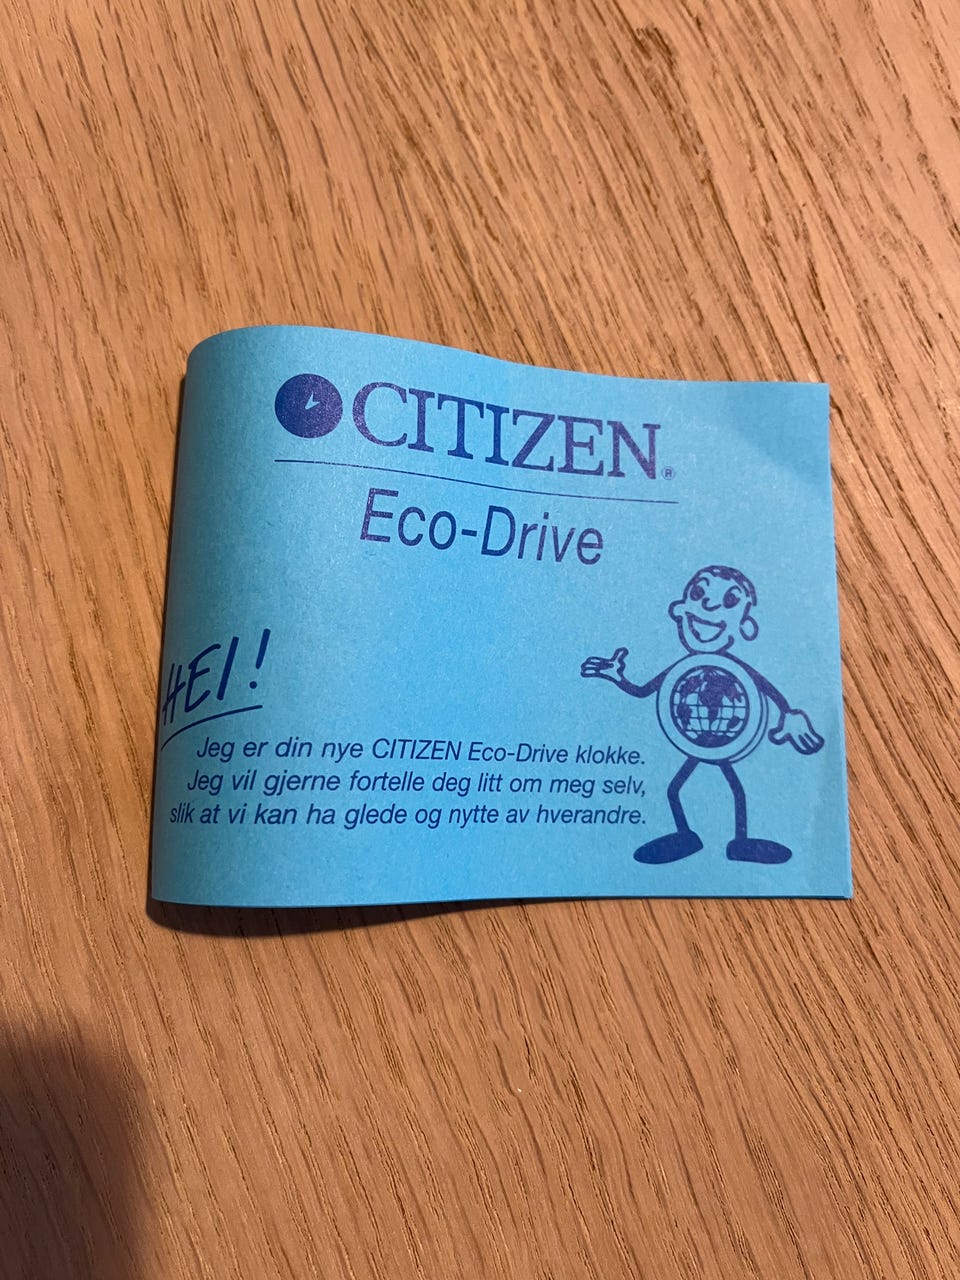 CITIZEN®
Eco-Drive
HEI!
Jeg er din nye CITIZEN Eco-Drive klokke.
Jeg vil gjerne fortelle deg litt om meg selv,
slik at vi kan ha glede og nytte av hverandre.